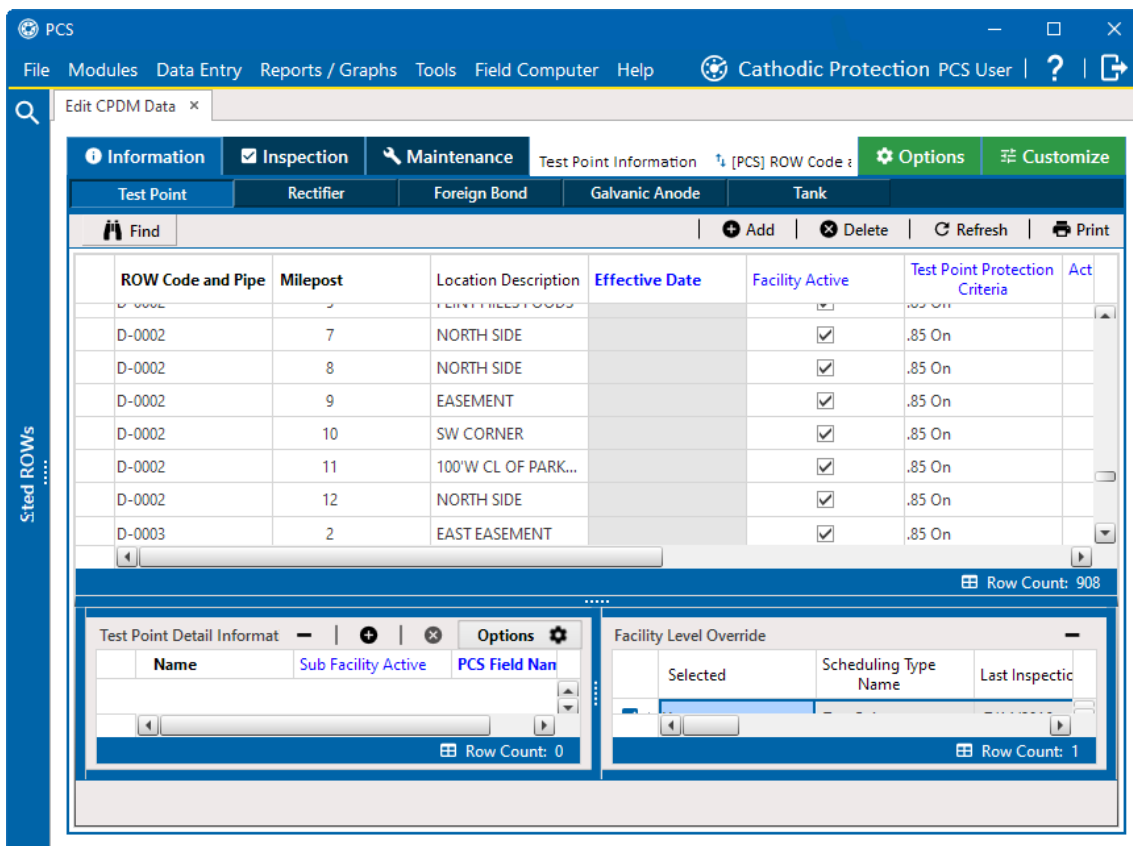 PCS
File Modules Data Entry Reports / Graphs Tools Field Computer Help Cathodic Protection PCS User | ? |
Edit CPDM Data ×
Information Inspection Maintenance Test Point Information [PCS] ROW Code Options Customize
Test Point Rectifier Foreign Bond Galvanic Anode Tank
Find | Add | Delete | Refresh | Print
ROW Code and Pipe Milepost Location Description Effective Date Facility Active Test Point Protection Criteria Act
D-0002 7 NORTH SIDE .85 On
D-0002 8 NORTH SIDE .85 On
D-0002 9 EASEMENT .85 On
D-0002 10 SW CORNER .85 On
D-0002 11 100'W CL OF PARK... .85 On
D-0002 12 NORTH SIDE .85 On
D-0003 2 EAST EASEMENT .85 On
Row Count: 908
sted ROWs
Test Point Detail Informat Options
Name Sub Facility Active PCS Field Nan
Row Count: 0
Facility Level Override
Selected Scheduling Type Name Last Inspectic
Row Count: 1